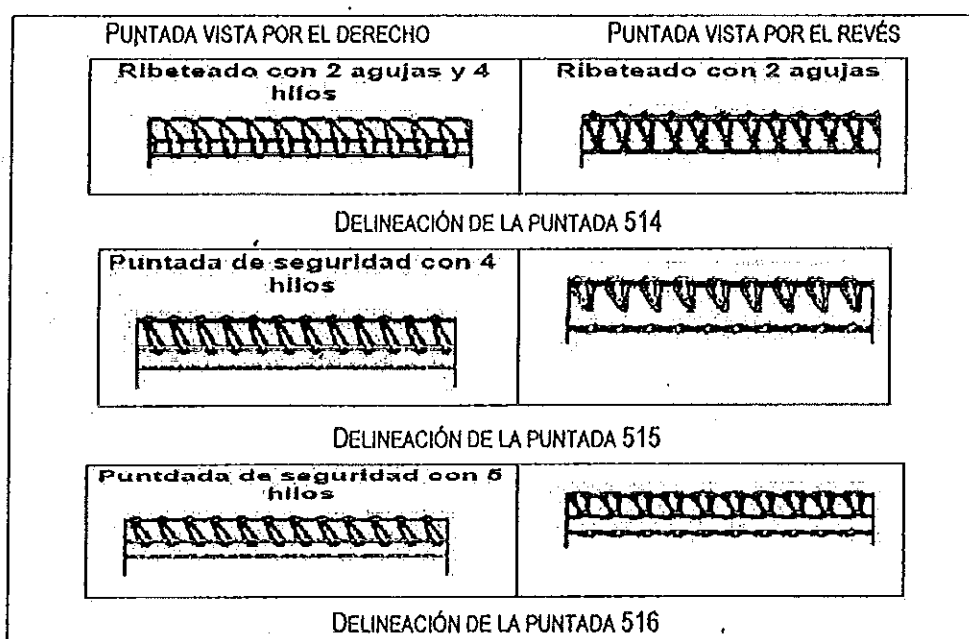 PUNTADA VISTA POR EL DERECHO
PUNTADA VISTA POR EL REVÉS
Ribeteado con 2 agujas y 4
hilos
Ribeteado con 2 agujas
DELINEACIÓN DE LA PUNTADA 514
Puntada de seguridad con 4
hilos
DELINEACIÓN DE LA PUNTADA 515
Puntdada de seguridad con 5
hilos
DELINEACIÓN DE LA PUNTADA 516